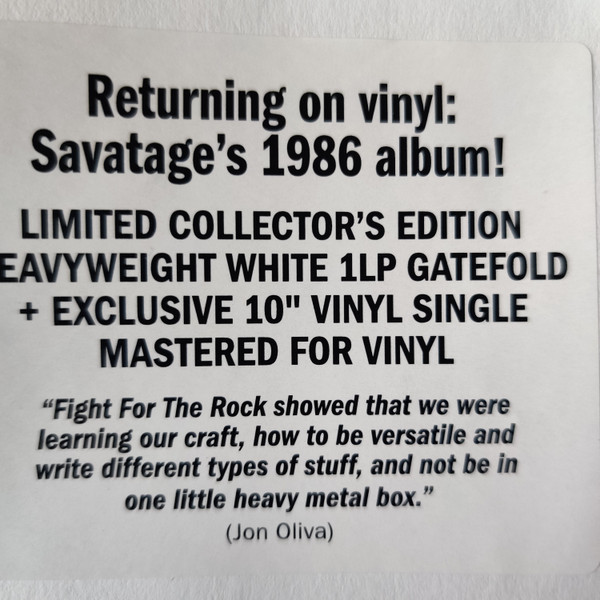 Returning on vinyl:
Savatage’s 1986 album!
LIMITED COLLECTOR’S EDITION
EAVYWEIGHT WHITE 1LP GATEFOLD
+ EXCLUSIVE 10" VINYL SINGLE
MASTERED FOR VINYL
“Fight For The Rock showed that we were
learning our craft, how to be versatile and
write different types of stuff, and not be in
one little heavy metal box.”
(Jon Oliva)